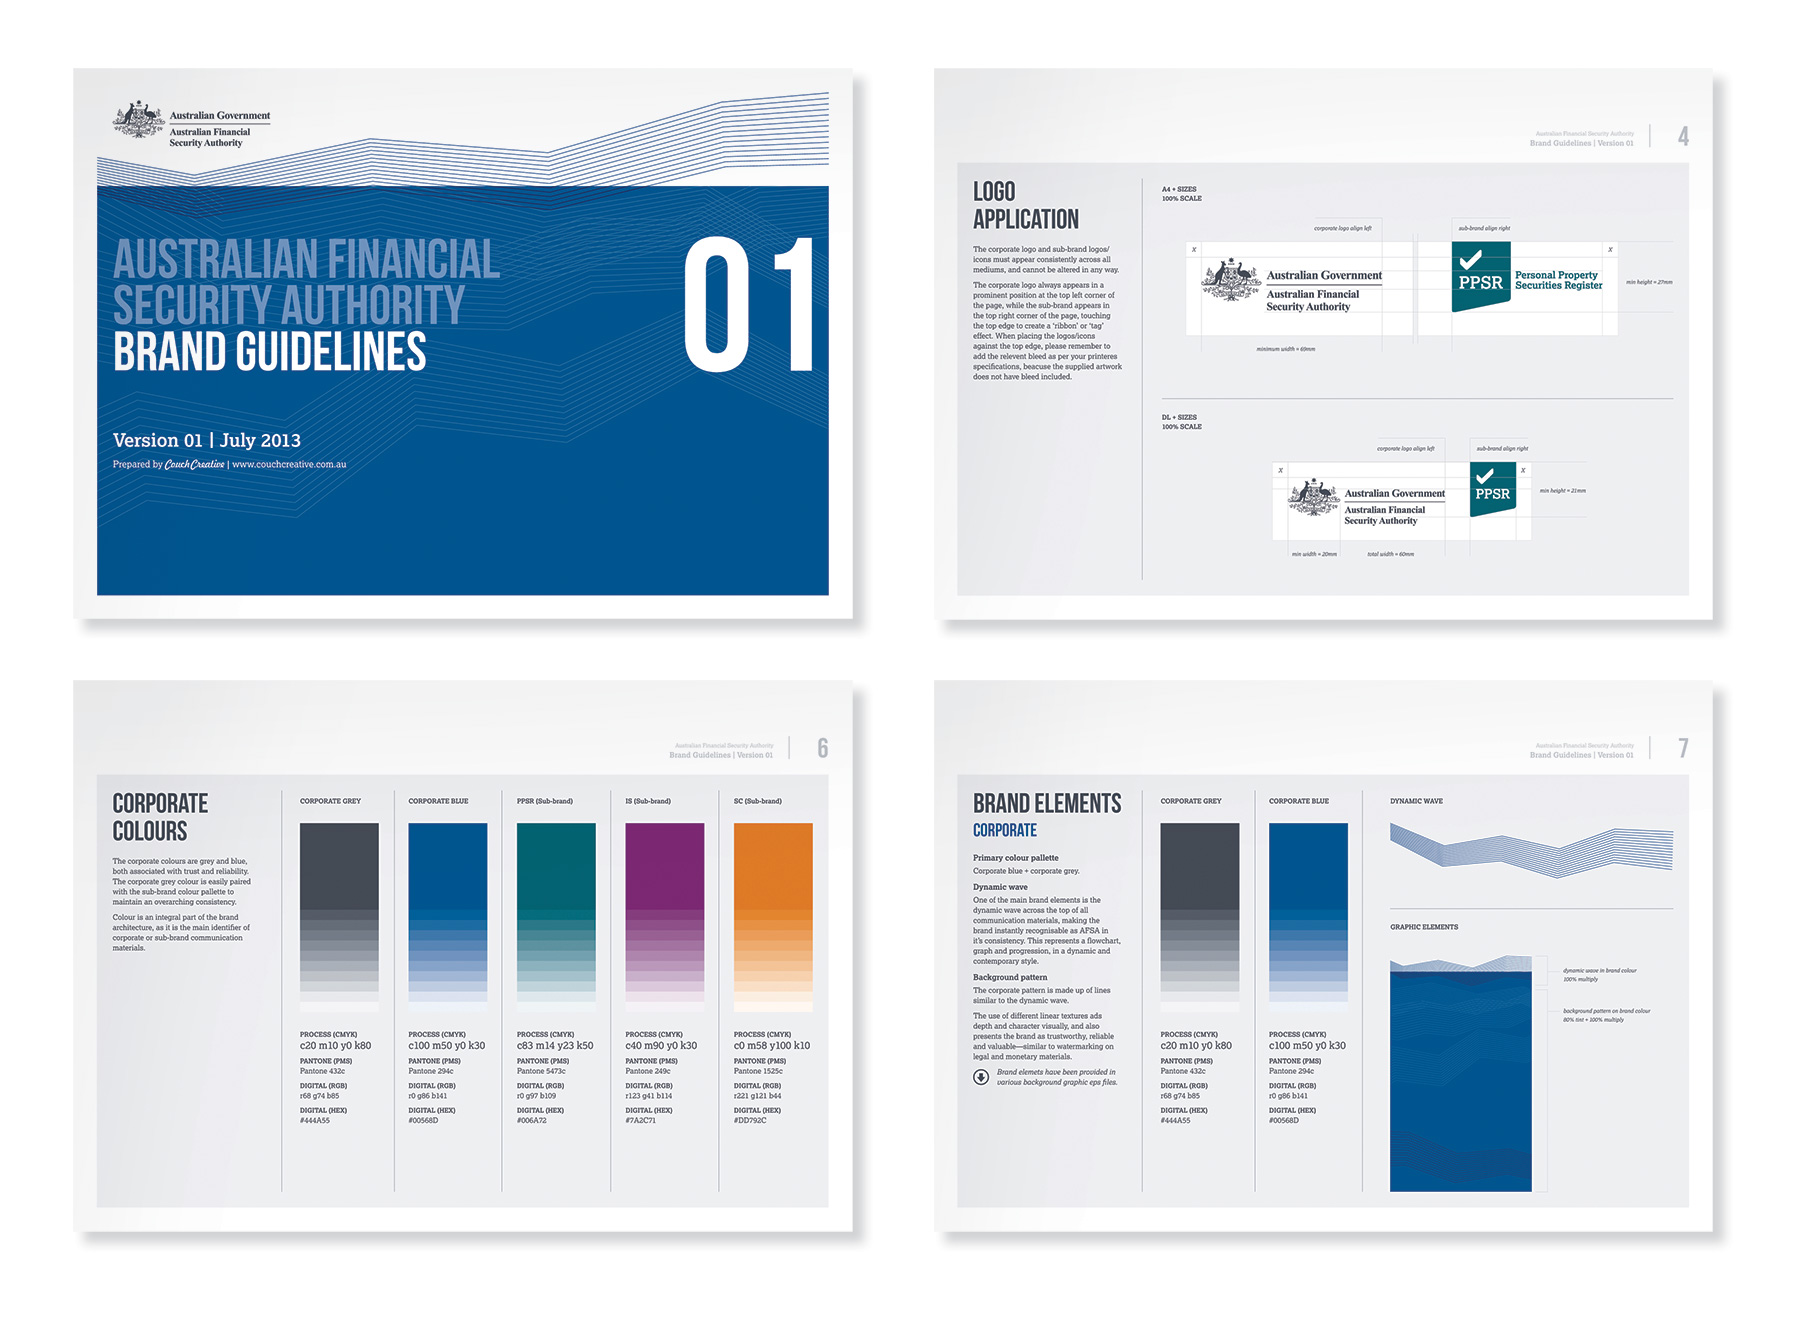 Australian Government
Australian Financial
Security Authority
AUSTRALIAN FINANCIAL
SECURITY AUTHORITY
BRAND GUIDELINES
01
Version 01 | July 2013
Prepared by CouchCreative | www.couchcreative.com.au
Australian Financial Security Authority
Brand Guidelines | Version 01
4
LOGO
APPLICATION
The corporate logo and sub-brand logos/
icons must appear consistently across all
mediums, and cannot be altered in any way.
The corporate logo always appears in a
prominent position at the top left corner of
the page, while the sub-brand appears in
the top right corner of the page, touching
the top edge to create a 'ribbon' or 'tag'
effect. When placing the logos/icons
against the top edge, please remember to
add the relevent bleed as per your printeres
specifications, beacuse the supplied artwork
does not have bleed included.
A4 + SIZES
100% SCALE
corporate logo align left
sub-brand align right
X
X
Australian Government
Australian Financial
Security Authority
PPSR
Personal Property
Securities Register
min height = 27mm
minimum width = 69mm
DL + SIZES
100% SCALE
corporate logo align left
sub-brand align right
X
X
Australian Government
Australian Financial
Security Authority
PPSR
min height = 21mm
min width = 20mm
total width = 60mm
Australian Financial Security Authority
Brand Guidelines | Version 01
6
CORPORATE
COLOURS
The corporate colours are grey and blue,
both associated with trust and reliability.
The corporate grey colour is easily paired
with the sub-brand colour pallette to
maintain an overarching consistency.
Colour is an integral part of the brand
architecture, as it is the main identifier of
corporate or sub-brand communication
materials.
CORPORATE GREY
PROCESS (CMYK)
c20 m10 y0 k80
PANTONE (PMS)
Pantone 432c
DIGITAL (RGB)
r68 g74 b85
DIGITAL (HEX)
#444A55
CORPORATE BLUE
PROCESS (CMYK)
c100 m50 y0 k30
PANTONE (PMS)
Pantone 294c
DIGITAL (RGB)
r0 g86 b141
DIGITAL (HEX)
#00568D
PPSR (Sub-brand)
PROCESS (CMYK)
c83 m14 y23 k50
PANTONE (PMS)
Pantone 5473c
DIGITAL (RGB)
r0 g97 b109
DIGITAL (HEX)
#006A72
IS (Sub-brand)
PROCESS (CMYK)
c40 m90 y0 k30
PANTONE (PMS)
Pantone 249c
DIGITAL (RGB)
r123 g41 b114
DIGITAL (HEX)
#7A2C71
SC (Sub-brand)
PROCESS (CMYK)
c0 m58 y100 k10
PANTONE (PMS)
Pantone 1525c
DIGITAL (RGB)
r221 g121 b44
DIGITAL (HEX)
#DD792C
Australian Financial Security Authority
Brand Guidelines | Version 01
7
BRAND ELEMENTS
CORPORATE
Primary colour pallette
Corporate blue + corporate grey.
Dynamic wave
One of the main brand elements is the
dynamic wave across the top of all
communication materials, making the
brand instantly recognisable as AFSA in
it's consistency. This represents a flowchart,
graph and progression, in a dynamic and
contemporary style.
Background pattern
The corporate pattern is made up of lines
similar to the dynamic wave.
The use of different linear textures ads
depth and character visually, and also
presents the brand as trustworthy, reliable
and valuable—similar to watermarking on
legal and monetary materials.
Brand elemets have been provided in
various background graphic eps files.
CORPORATE GREY
PROCESS (CMYK)
c20 m10 y0 k80
PANTONE (PMS)
Pantone 432c
DIGITAL (RGB)
r68 g74 b85
DIGITAL (HEX)
#444A55
CORPORATE BLUE
PROCESS (CMYK)
c100 m50 y0 k30
PANTONE (PMS)
Pantone 294c
DIGITAL (RGB)
r0 g86 b141
DIGITAL (HEX)
#00568D
DYNAMIC WAVE
GRAPHIC ELEMENTS
dynamic wave in brand colour
100% multiply
background pattern on brand colour
80% tint + 100% multiply